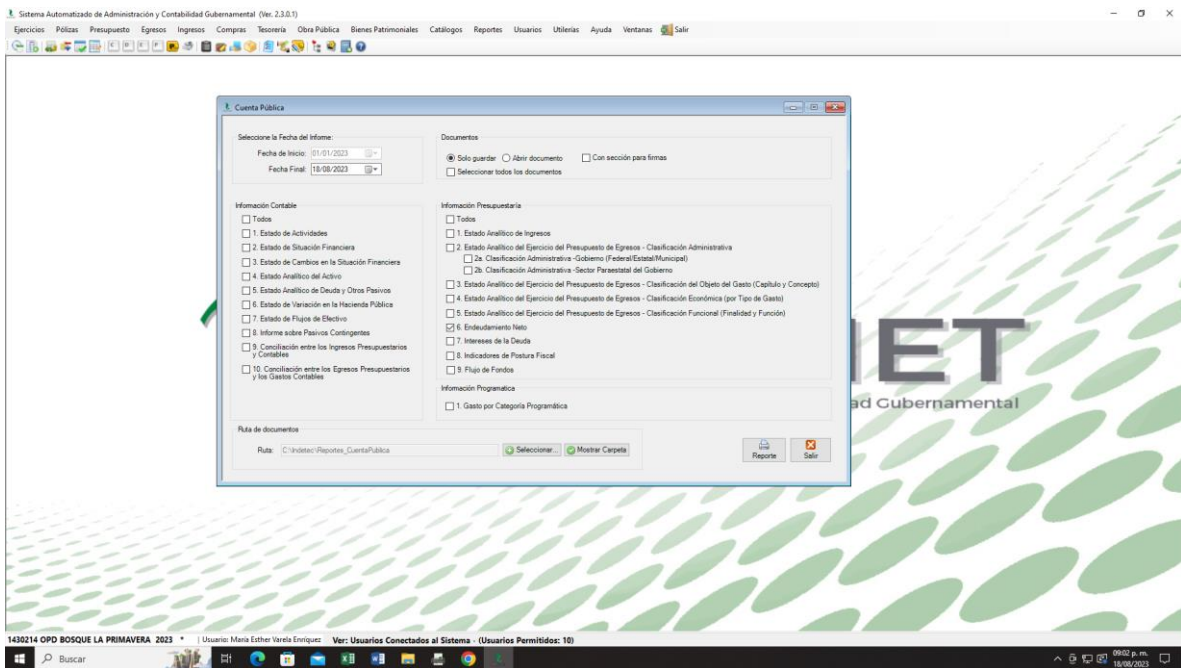 Sistema Automatizado de Administración y Contabilidad Gubernamental (Ver. 2.3.0.1)
Ejercicios Pólizas Presupuesto Egresos Ingresos Compras Tesorería Obra Pública Bienes Patrimoniales Catálogos Reportes Usuarios Utilerías Ayuda Ventanas Salir
Cuenta Pública
Seleccione la Fecha del Informe:
Fecha de Inicio: 01/01/2023
Fecha Final: 18/08/2023
Documentos
Solo guardar Abrir documento Con sección para firmas
Seleccionar todos los documentos
Información Contable
Todos
1. Estado de Actividades
2. Estado de Situación Financiera
3. Estado de Cambios en la Situación Financiera
4. Estado Analítico del Activo
5. Estado Analítico de Deuda y Otros Pasivos
6. Estado de Variación en la Hacienda Pública
7. Estado de Flujos de Efectivo
8. Informe sobre Pasivos Contingentes
9. Conciliación entre los Ingresos Presupuestarios
y Contables
10. Conciliación entre los Egresos Presupuestarios
y los Gastos Contables
Información Presupuestaría
Todos
1. Estado Analítico de Ingresos
2. Estado Analítico del Ejercicio del Presupuesto de Egresos - Clasificación Administrativa
2a. Clasificación Administrativa -Gobierno (Federal/Estatal/Municipal)
2b. Clasificación Administrativa -Sector Paraestatal del Gobierno
3. Estado Analítico del Ejercicio del Presupuesto de Egresos - Clasificación del Objeto del Gasto (Capítulo y Concepto)
4. Estado Analítico del Ejercicio del Presupuesto de Egresos - Clasificación Económica (por Tipo de Gasto)
5. Estado Analítico del Ejercicio del Presupuesto de Egresos - Clasificación Funcional (Finalidad y Función)
6. Endeudamiento Neto
7. Intereses de la Deuda
8. Indicadores de Postura Fiscal
9. Flujo de Fondos
Información Programatica
1. Gasto por Categoría Programática
Ruta de documentos
Ruta: C:\Indetec\Reportes_CuentaPublica Seleccionar... Mostrar Carpeta
Reporte Salir
NET
ad Gubernamental
1430214 OPD BOSQUE LA PRIMAVERA 2023 * | Usuario: María Esther Varela Enríquez Ver: Usuarios Conectados al Sistema - (Usuarios Permitidos: 10)
Buscar
09:02 p. m.
18/08/2023